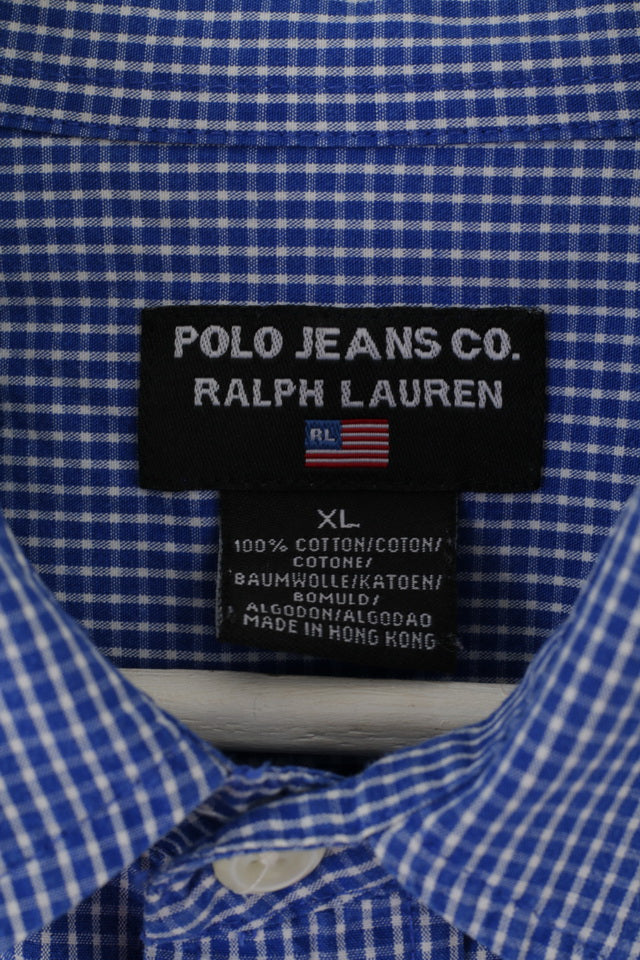 POLO JEANS CO.
RALPH LAUREN
RL
XL
100% COTTON/COTON/
COTONE/
BAUMWOLLE/KATOEN/
BOMULD/
ALGODON/ALGODAO
MADE IN HONG KONG